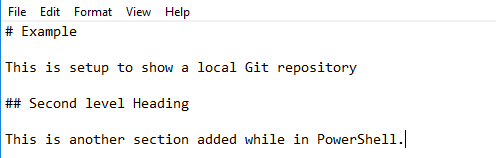 File Edit Format View Help
# Example
This is setup to show a local Git repository
## Second level Heading
This is another section added while in PowerShell.